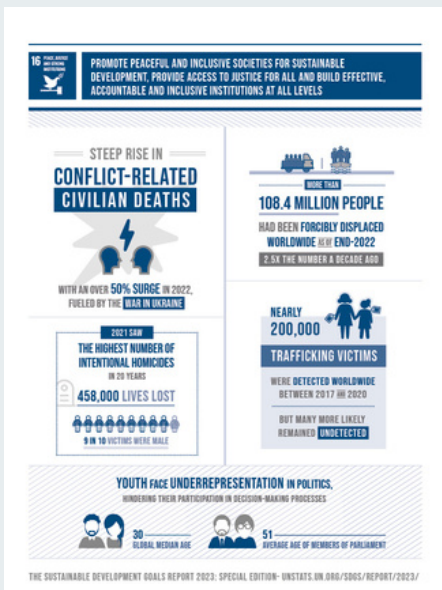 16 PEACE, JUSTICE
AND STRONG
INSTITUTIONS
PROMOTE PEACEFUL AND INCLUSIVE SOCIETIES FOR SUSTAINABLE
DEVELOPMENT, PROVIDE ACCESS TO JUSTICE FOR ALL AND BUILD EFFECTIVE,
ACCOUNTABLE AND INCLUSIVE INSTITUTIONS AT ALL LEVELS
STEEP RISE IN
CONFLICT-RELATED
CIVILIAN DEATHS
WITH AN OVER 50% SURGE IN 2022,
FUELED BY THE WAR IN UKRAINE
MORE THAN
108.4 MILLION PEOPLE
HAD BEEN FORCIBLY DISPLACED
WORLDWIDE AS OF END-2022
2.5X THE NUMBER A DECADE AGO
2021 SAW
THE HIGHEST NUMBER OF
INTENTIONAL HOMICIDES
IN 20 YEARS
458,000 LIVES LOST
9 IN 10 VICTIMS WERE MALE
NEARLY
200,000
TRAFFICKING VICTIMS
WERE DETECTED WORLDWIDE
BETWEEN 2017 AND 2020
BUT MANY MORE LIKELY
REMAINED UNDETECTED
YOUTH FACE UNDERREPRESENTATION IN POLITICS,
HINDERING THEIR PARTICIPATION IN DECISION-MAKING PROCESSES
30
GLOBAL MEDIAN AGE
51
AVERAGE AGE OF MEMBERS OF PARLIAMENT
THE SUSTAINABLE DEVELOPMENT GOALS REPORT 2023: SPECIAL EDITION- UNSTATS.UN.ORG/SDGS/REPORT/2023/